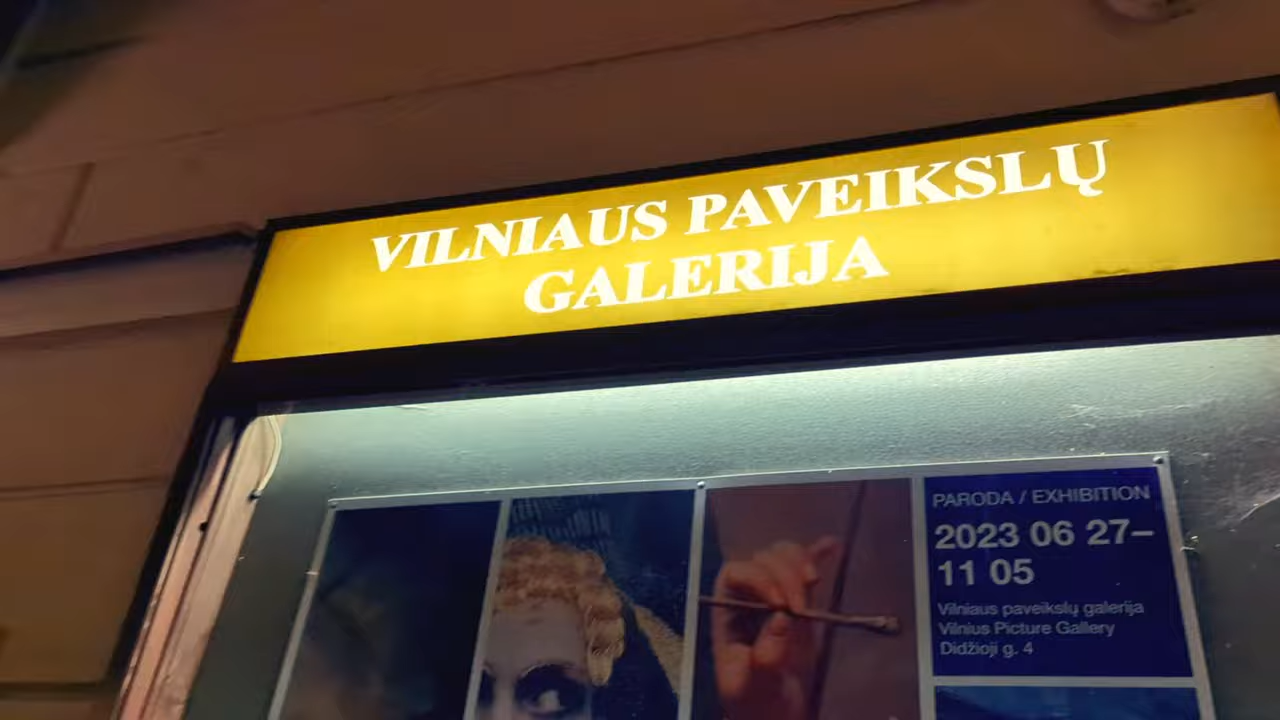 VILNIAUS PAVEIKSLŲ
GALERIJA
PARODA / EXHIBITION
2023 06 27–
11 05
Vilniaus paveikslų galerija
Vilnius Picture Gallery
Didžioji g. 4